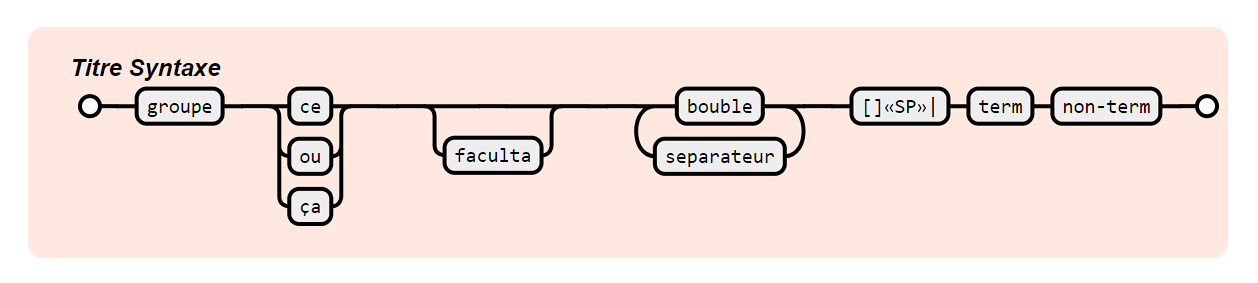 Titre Syntaxe
groupe ce bouble []«SP»| term non-term
ou faculta separateur
ça